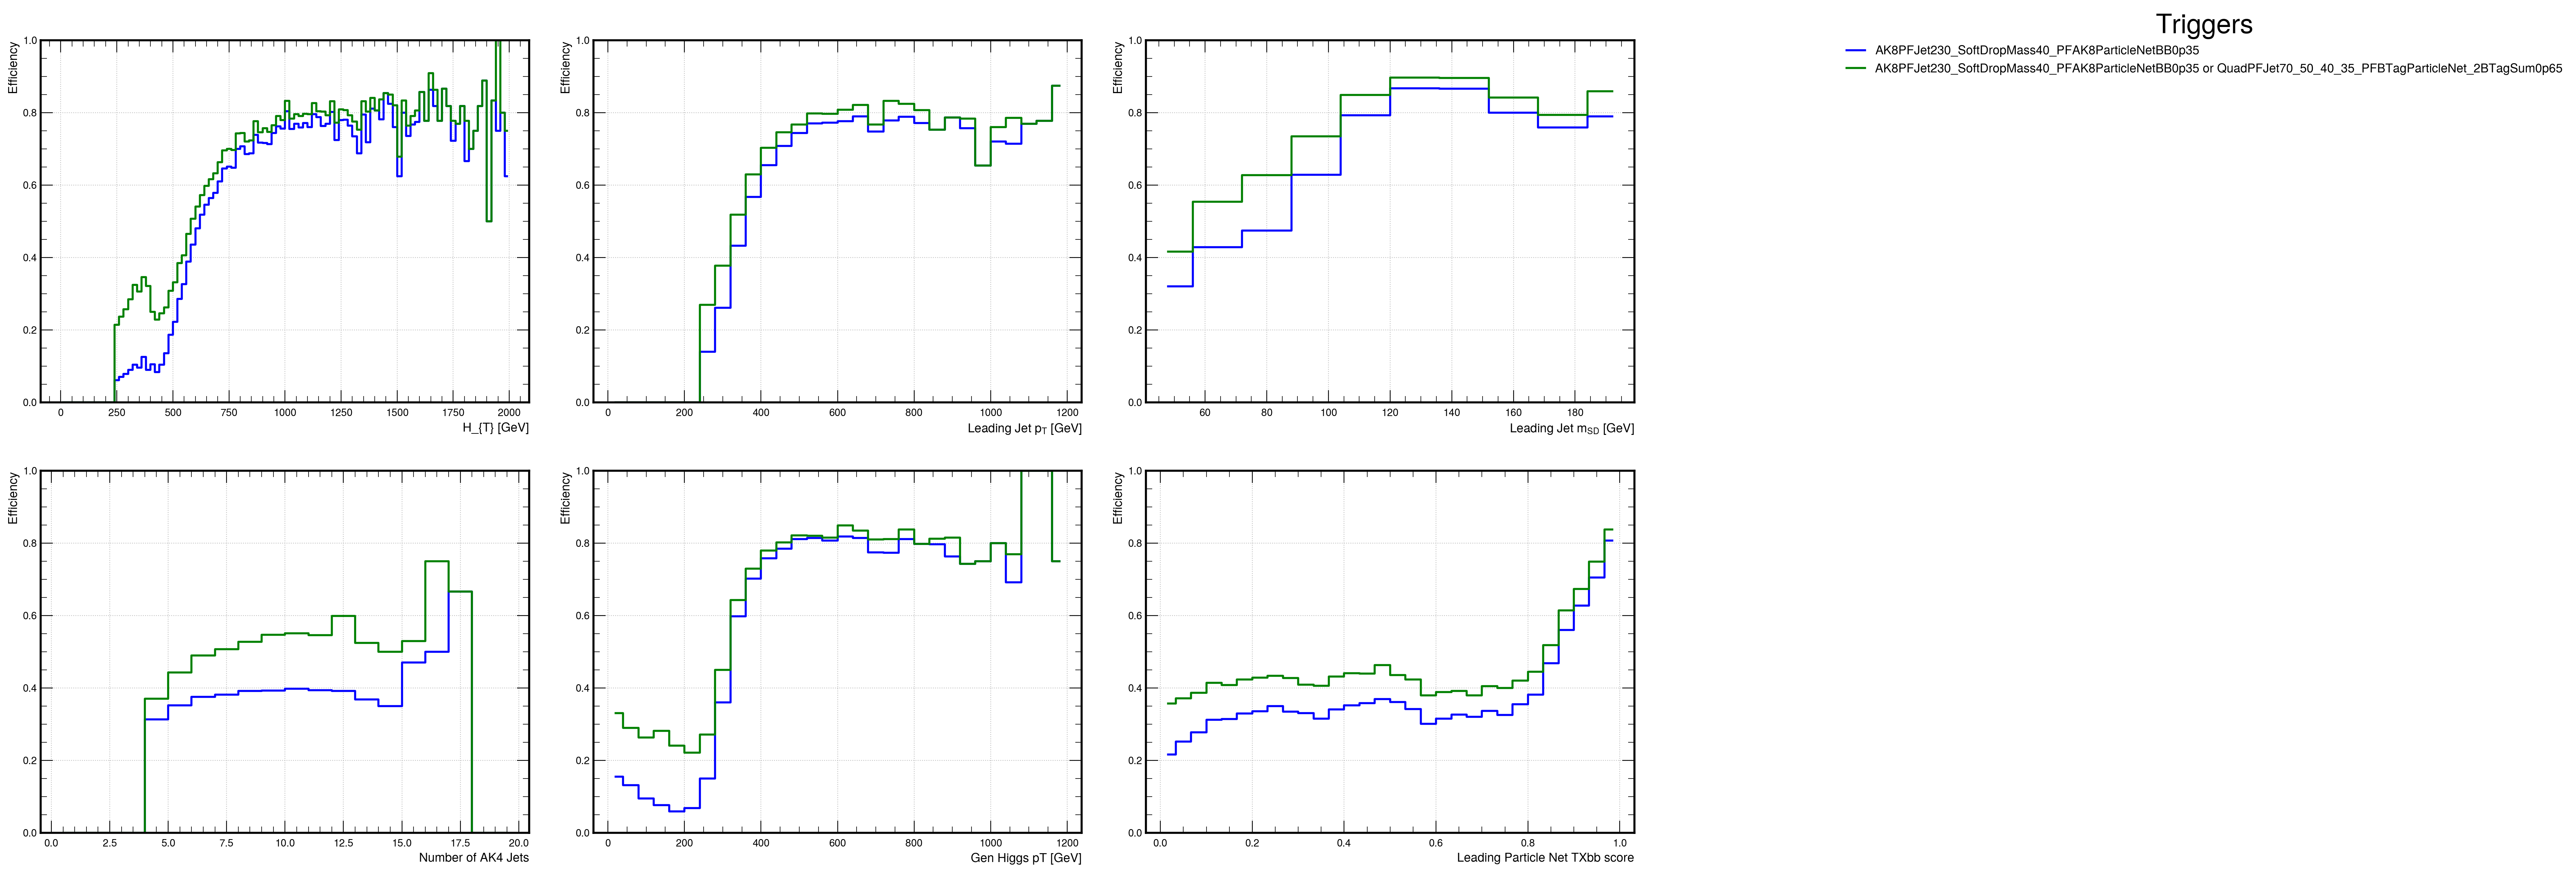 Triggers
AK8PFJet230_SoftDropMass40_PFAK8ParticleNetBB0p35
AK8PFJet230_SoftDropMass40_PFAK8ParticleNetBB0p35 or QuadPFJet70_50_40_35_PFBTagParticleNet_2BTagSum0p65
Efficiency
1.0
0.8
0.6
0.4
0.2
0.0
0 250 500 750 1000 1250 1500 1750 2000
H_{T} [GeV]
Efficiency
1.0
0.8
0.6
0.4
0.2
0.0
0 200 400 600 800 1000 1200
Leading Jet pT [GeV]
Efficiency
1.0
0.8
0.6
0.4
0.2
0.0
60 80 100 120 140 160 180
Leading Jet mSD [GeV]
Efficiency
1.0
0.8
0.6
0.4
0.2
0.0
0.0 2.5 5.0 7.5 10.0 12.5 15.0 17.5 20.0
Number of AK4 Jets
Efficiency
1.0
0.8
0.6
0.4
0.2
0.0
0 200 400 600 800 1000 1200
Gen Higgs pT [GeV]
Efficiency
1.0
0.8
0.6
0.4
0.2
0.0
0.0 0.2 0.4 0.6 0.8 1.0
Leading Particle Net TXbb score